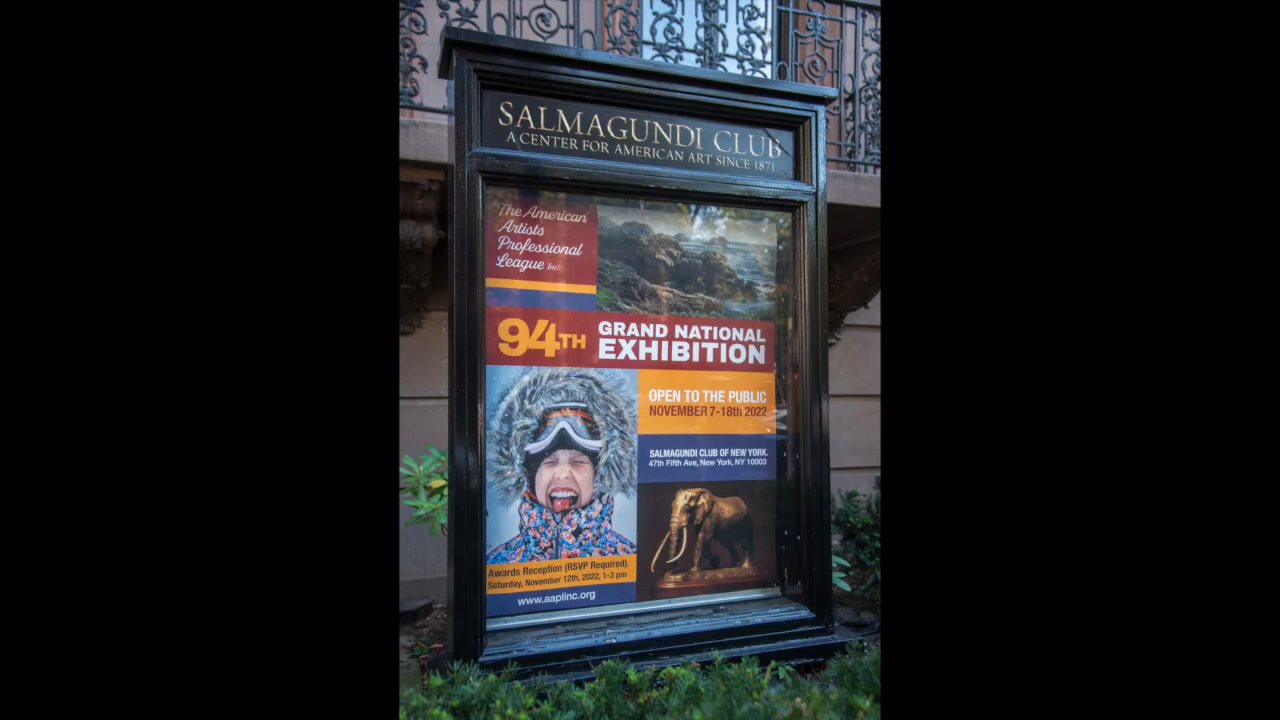 SALMAGUNDI CLUB
A CENTER FOR AMERICAN ART SINCE 1871
The American
Artists
Professional
League Inc.
94TH
GRAND NATIONAL
EXHIBITION
OPEN TO THE PUBLIC
NOVEMBER 7-18th 2022
SALMAGUNDI CLUB OF NEW YORK.
47th Fifth Ave, New York, NY 10003
Awards Reception (RSVP Required).
Saturday, November 12th, 2022, 1-3 pm
www.aaplinc.org